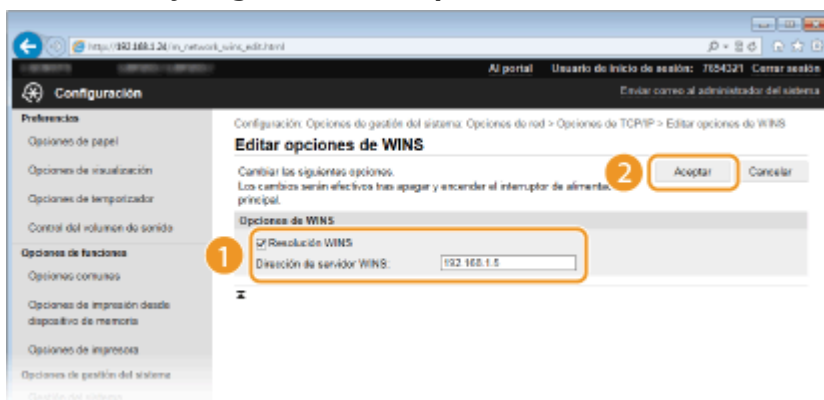 http://192.168.1.24/m_network_wins_edit.html
Al portal Usuario de inicio de sesión: 7654321 Cerrar sesión
Configuración
Enviar correo al administrador del sistema
Preferencias
Opciones de papel
Opciones de visualización
Opciones de temporizador
Control del volumen de sonido
Opciones de funciones
Opciones comunes
Opciones de impresión desde
dispositivo de memoria
Opciones de impresora
Opciones de gestión del sistema
Gestión del sistema
Configuración: Opciones de gestión del sistema: Opciones de red > Opciones de TCP/IP > Editar opciones de WINS
Editar opciones de WINS
Cambiar las siguientes opciones.
Los cambios serán efectivos tras apagar y encender el interruptor de alimentac
principal.
2
Aceptar
Cancelar
Opciones de WINS
1
Resolución WINS
Dirección de servidor WINS: 192.168.1.5